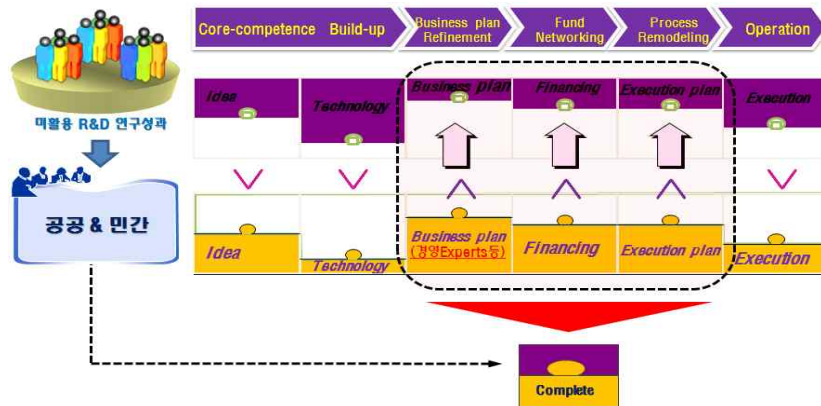 Core-competence
Build-up
Business plan
Refinement
Fund
Networking
Process
Remodeling
Operation
Idea
Technology
Business plan
Financing
Execution plan
Execution
미활용 R&D 연구성과
공공 & 민간
Idea
Technology
Business plan
(경영Experts등)
Financing
Execution plan
Execution
Complete